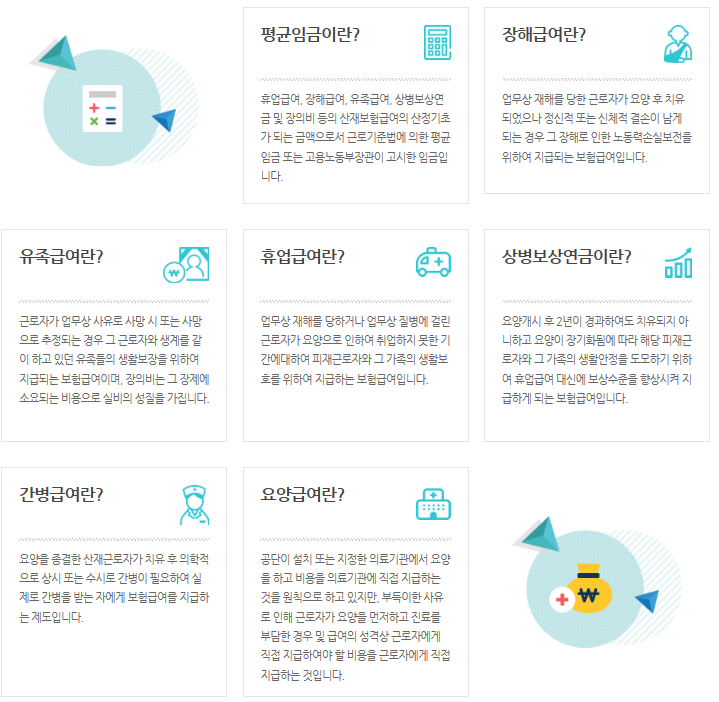 평균임금이란?
휴업급여, 장해급여, 유족급여, 상병보상연
금 및 장의비 등의 산재보험급여의 산정기초
가 되는 금액으로서 근로기준법에 의한 평균
임금 또는 고용노동부장관이 고시한 임금입
니다.
장해급여란?
업무상 재해를 당한 근로자가 요양 후 치유
되었으나 정신적 또는 신체적 결손이 남게
되는 경우 그 장해로 인한 노동력손실보전을
위하여 지급되는 보험급여입니다.
유족급여란?
근로자가 업무상 사유로 사망 시 또는 사망
으로 추정되는 경우 그 근로자와 생계를 같
이 하고 있던 유족들의 생활보장을 위하여
지급되는 보험급여이며, 장의비는 그 장제에
소요되는 비용으로 실비의 성질을 가집니다.
휴업급여란?
업무상 재해를 당하거나 업무상 질병에 걸린
근로자가 요양으로 인하여 취업하지 못한 기
간에대하여 피재근로자와 그 가족의 생활보
호를 위하여 지급하는 보험급여입니다.
상병보상연금이란?
요양개시 후 2년이 경과하여도 치유되지 아
니하고 요양이 장기화됨에 따라 해당 피재근
로자와 그 가족의 생활안정을 도모하기 위하
여 휴업급여 대신에 보상수준을 향상시켜 지
급하게 되는 보험급여입니다.
간병급여란?
요양을 종결한 산재근로자가 치유 후 의학적
으로 상시 또는 수시로 간병이 필요하여 실
제로 간병을 받는 자에게 보험급여를 지급하
는 제도입니다.
요양급여란?
공단이 설치 또는 지정한 의료기관에서 요양
을 하고 비용을 의료기관에 직접 지급하는
것을 원칙으로 하고 있지만, 부득이한 사유
로 인해 근로자가 요양을 먼저하고 진료를
부담한 경우 및 급여의 성격상 근로자에게
직접 지급하여야 할 비용을 근로자에게 직접
지급하는 것입니다.